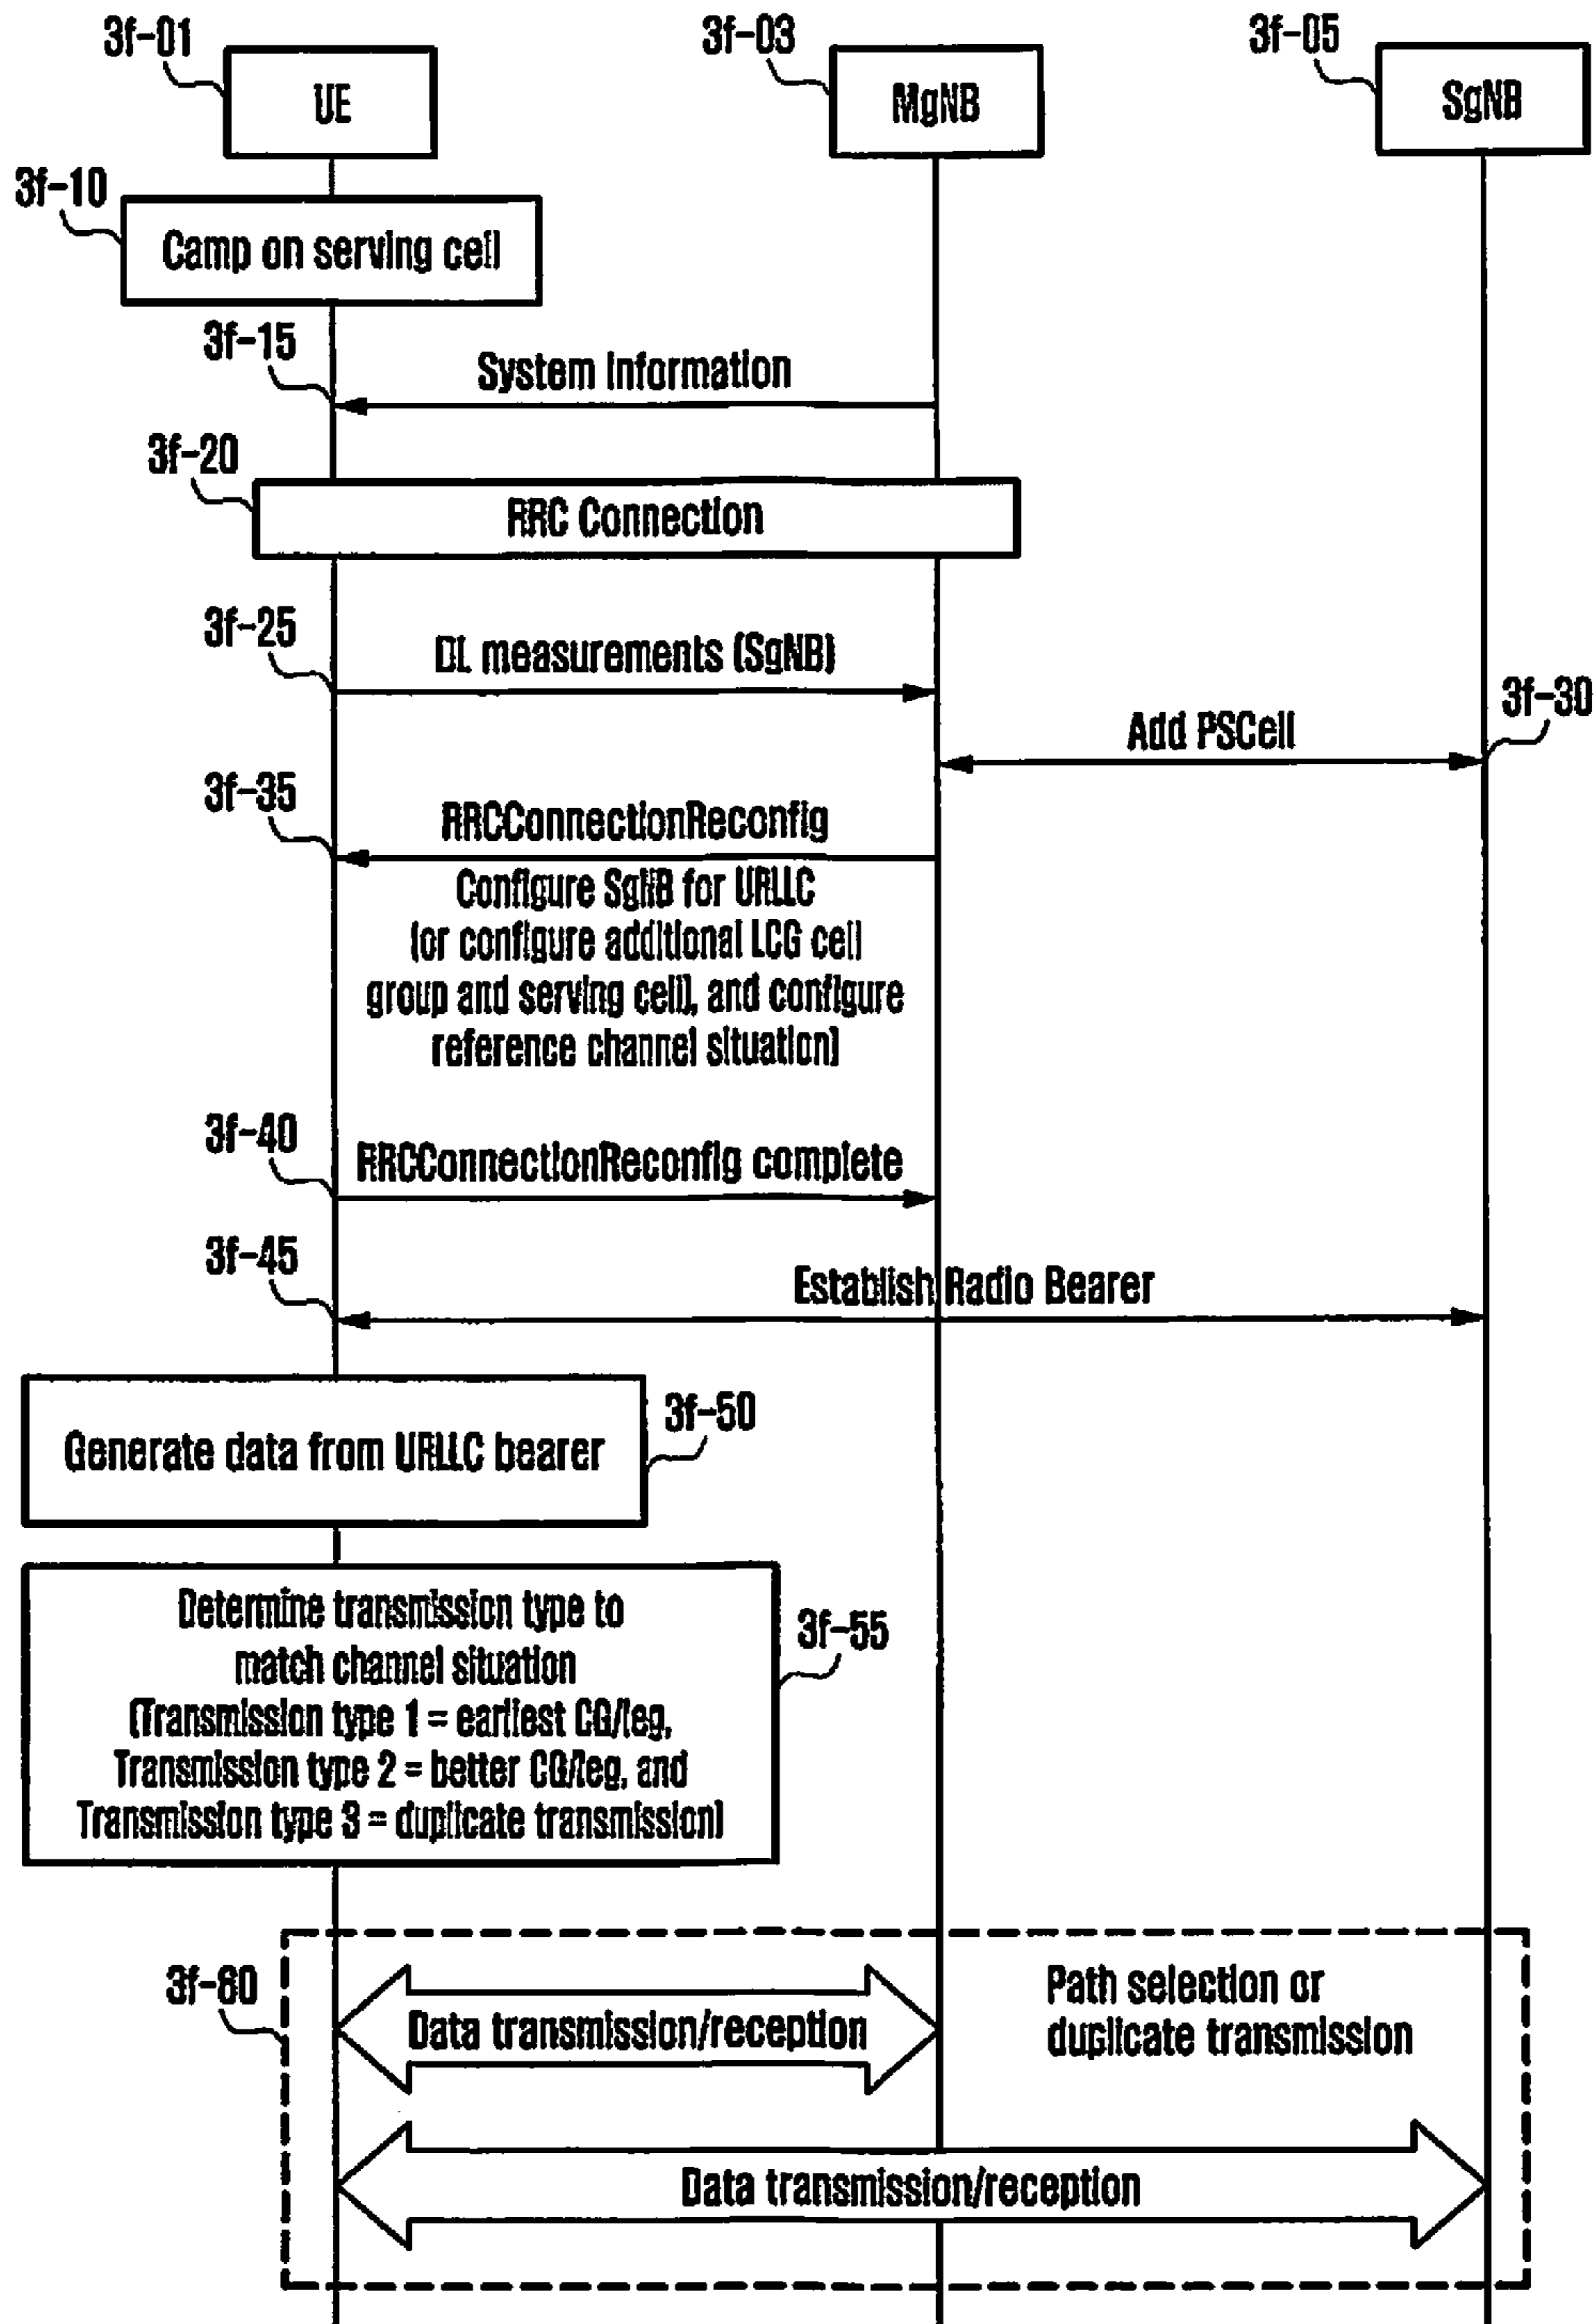 3f-01
3f-03
3f-05
UE
MgNB
SgNB
3f-10
Camp on serving cell
3f-15
System Information
3f-20
RRC Connection
3f-25
DL measurements (SgNB)
3f-30
Add PSCell
3f-35
RRCConnectionReconfig
Configure SgNB for URLLC
(or configure additional LCG cell
group and serving cell), and configure
reference channel situation)
3f-40
RRCConnectionReconfig complete
3f-45
Establish Radio Bearer
3f-50
Generate data from URLLC bearer
3f-55
Determine transmission type to
match channel situation
(Transmission type 1 = earliest CG/leg,
Transmission type 2 = better CG/leg, and
Transmission type 3 = duplicate transmission)
3f-60
Data transmission/reception
Path selection or
duplicate transmission
Data transmission/reception